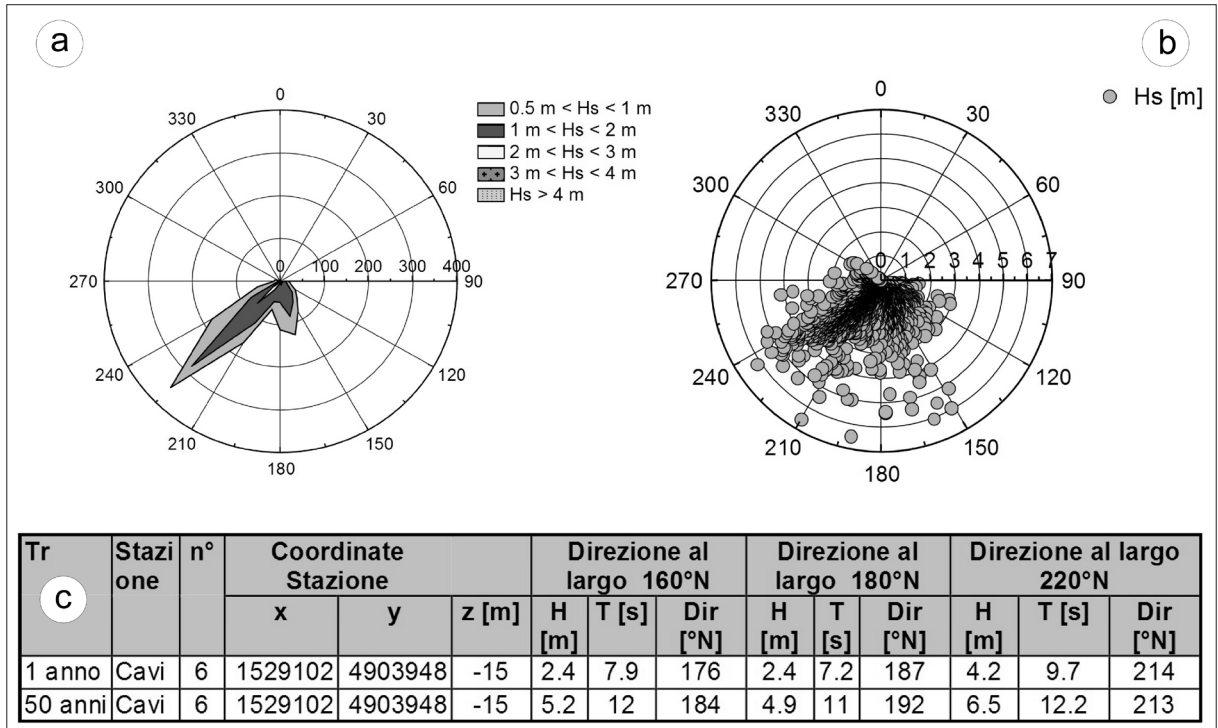 a
b
0
30
60
90
120
150
180
210
240
270
300
330
0 100 200 300 400
0.5 m < Hs < 1 m
1 m < Hs < 2 m
2 m < Hs < 3 m
3 m < Hs < 4 m
Hs > 4 m
Hs [m]
0
30
60
90
120
150
180
210
240
270
300
330
0 1 2 3 4 5 6 7
c
Tr Stazi one n° Coordinate Stazione Direzione al largo 160°N Direzione al largo 180°N Direzione al largo 220°N
x y z [m] H [m] T [s] Dir [°N] H [m] T [s] Dir [°N] H [m] T [s] Dir [°N]
1 anno Cavi 6 1529102 4903948 -15 2.4 7.9 176 2.4 7.2 187 4.2 9.7 214
50 anni Cavi 6 1529102 4903948 -15 5.2 12 184 4.9 11 192 6.5 12.2 213